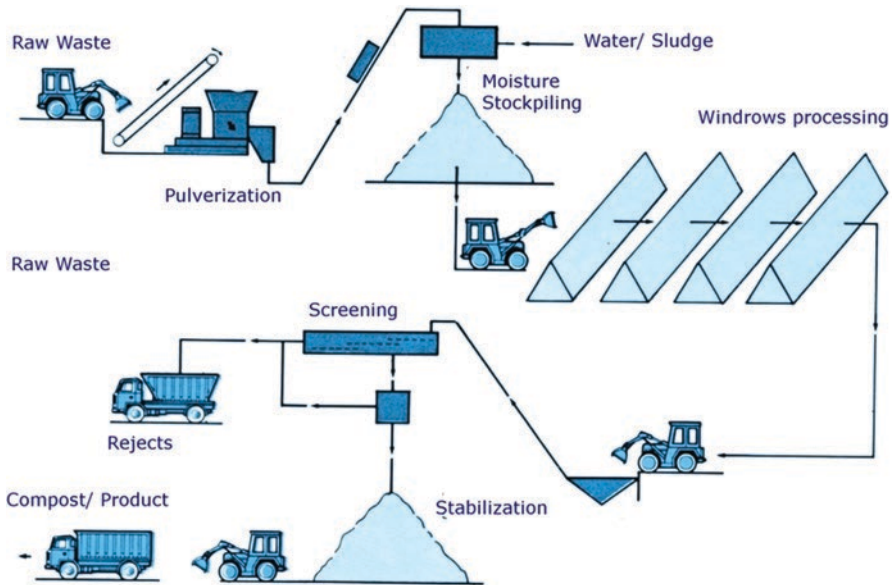 Raw Waste
Water/ Sludge
Moisture
Stockpiling
Windrows processing
Pulverization
Raw Waste
Screening
Rejects
Compost/ Product
Stabilization